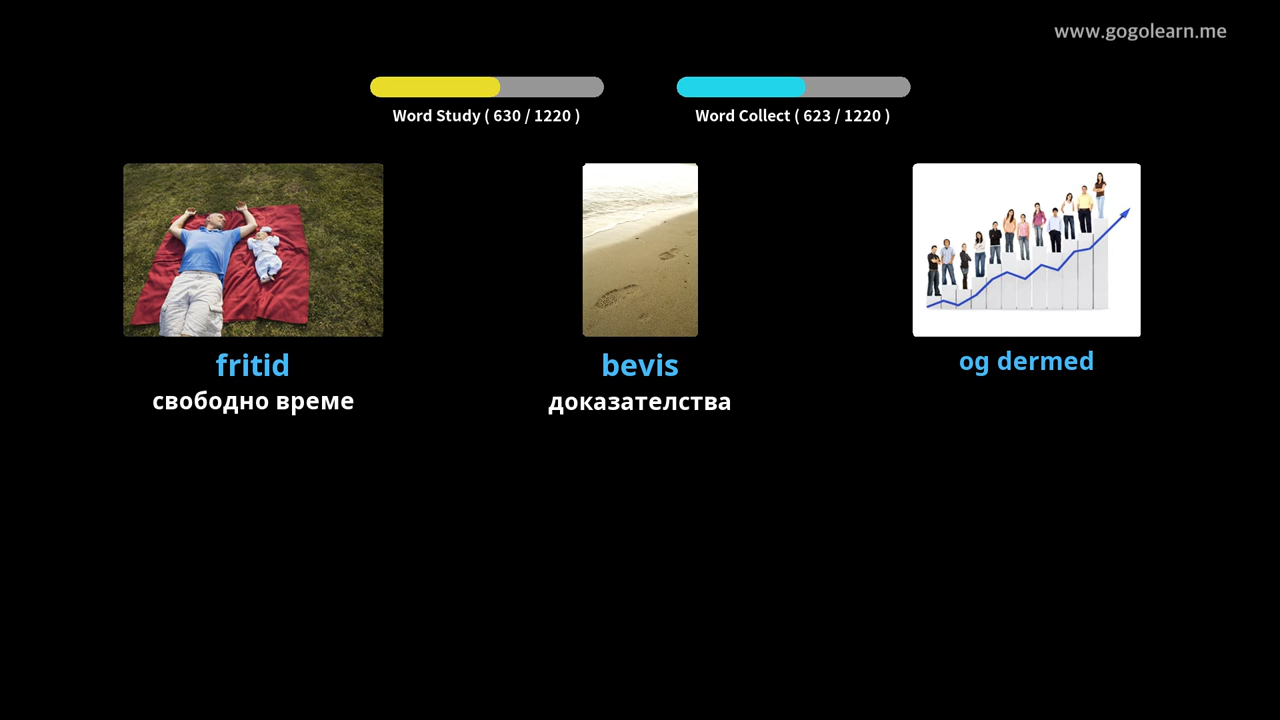 www.gogolearn.me
Word Study ( 630 / 1220 )
Word Collect ( 623 / 1220 )
fritid
свободно време
bevis
доказателства
og dermed